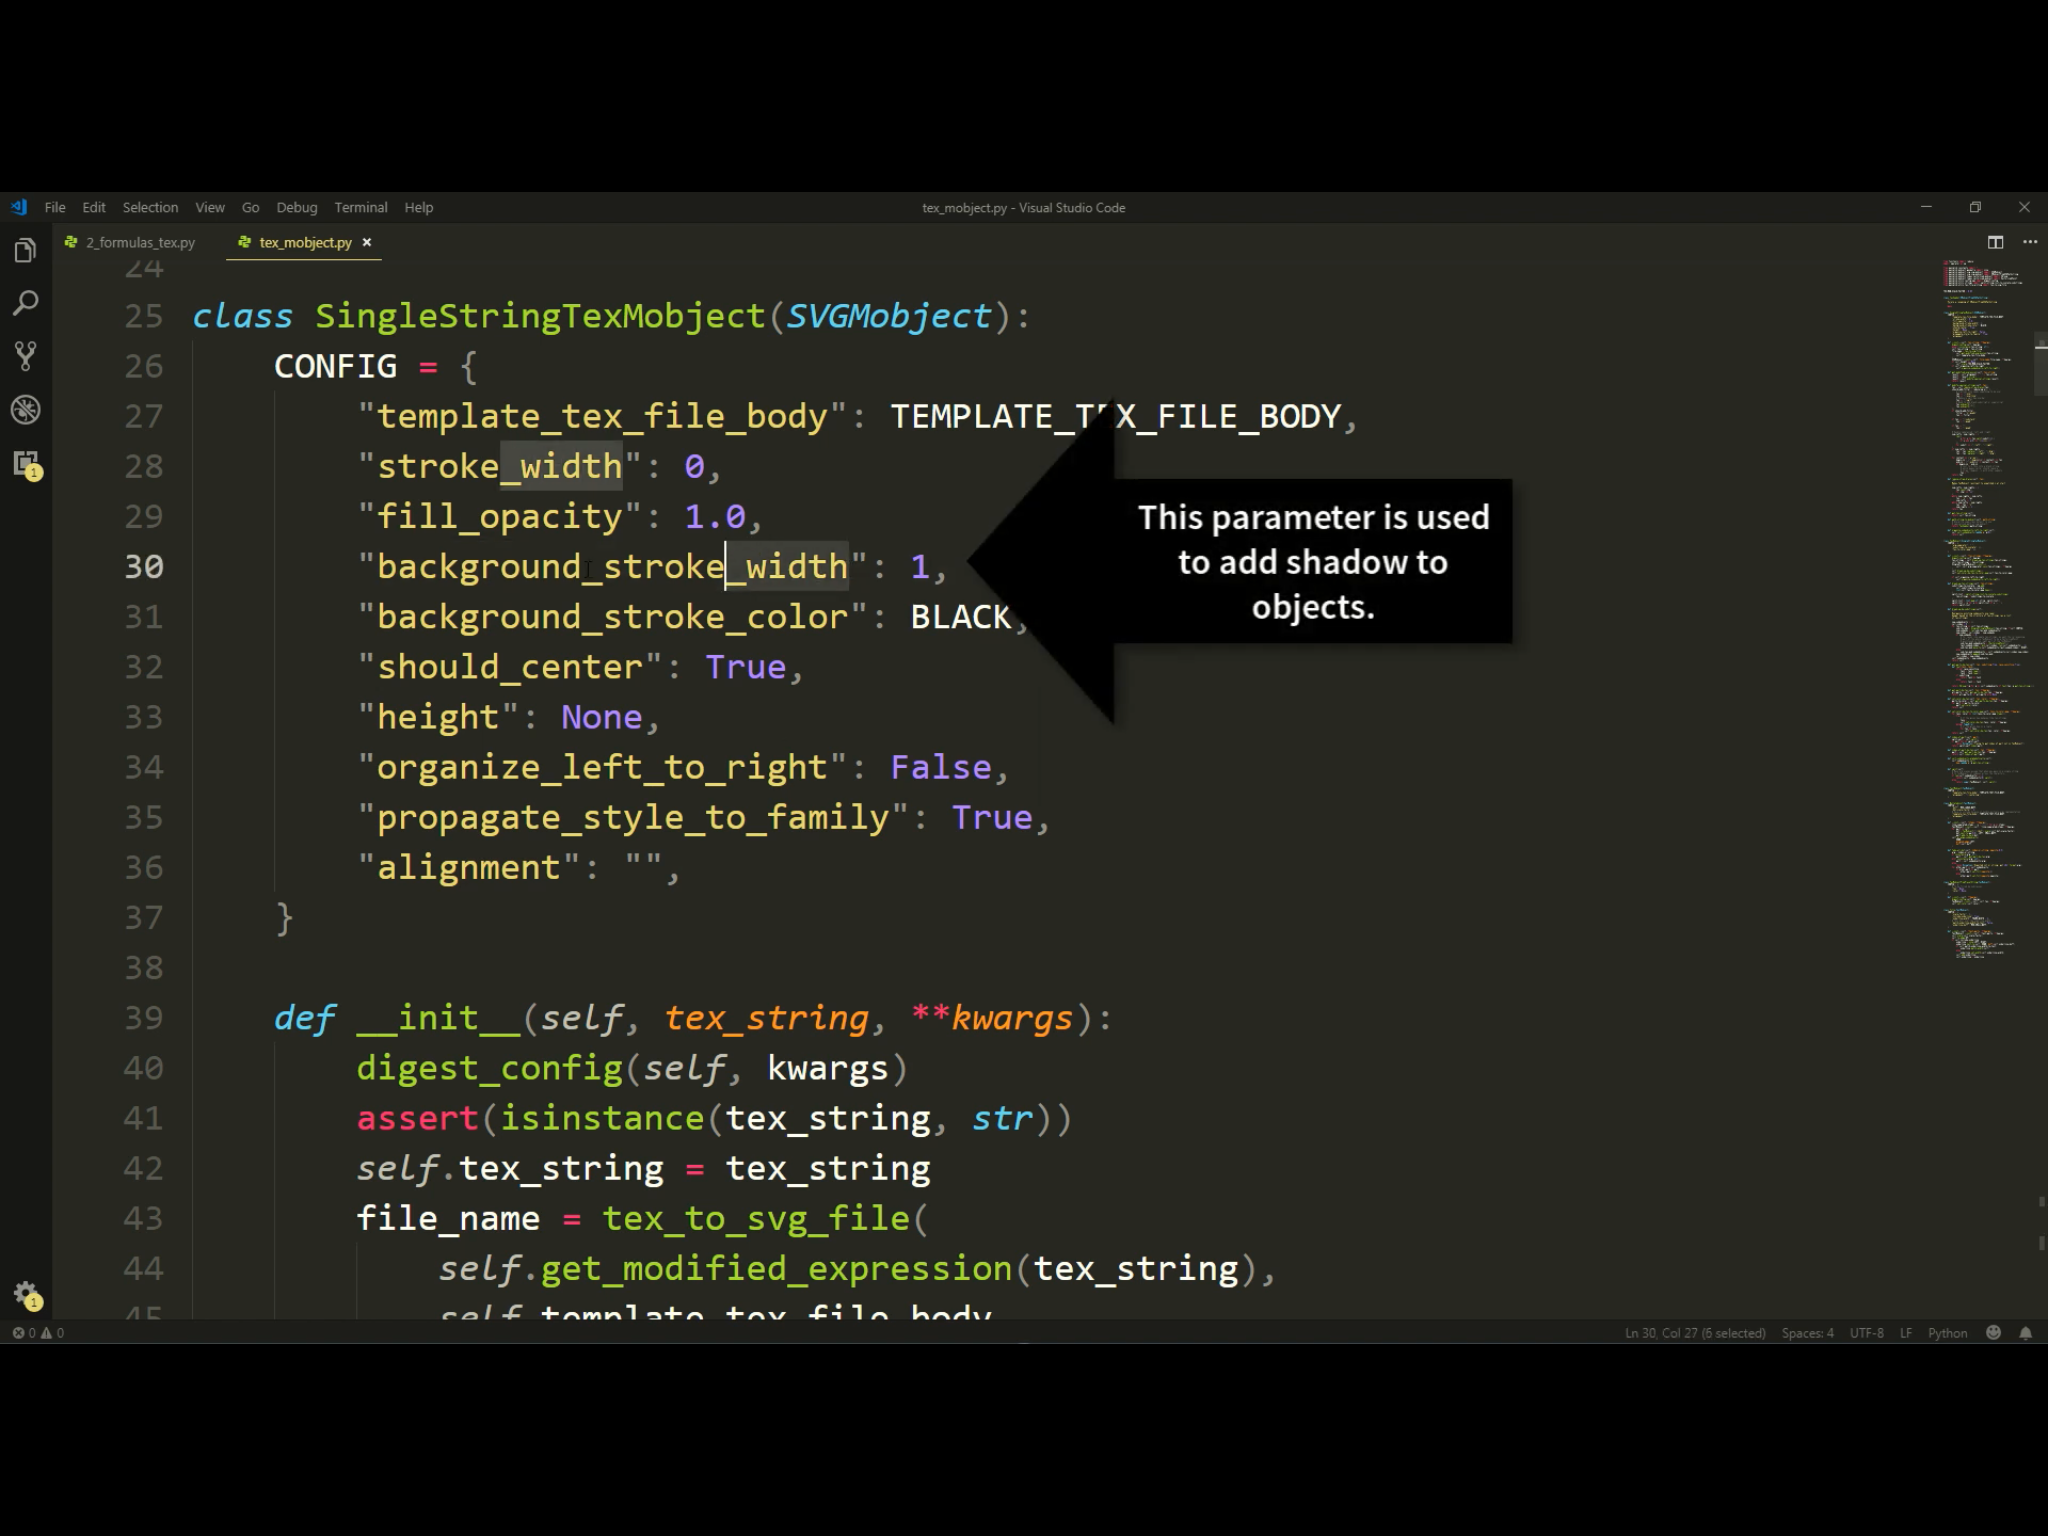 File Edit Selection View Go Debug Terminal Help
tex_mobject.py - Visual Studio Code
2_formulas_tex.py
tex_mobject.py ×
24
25 class SingleStringTexMobject(SVGMobject):
26 CONFIG = {
27 "template_tex_file_body": TEMPLATE_TEX_FILE_BODY,
28 "stroke_width": 0,
29 "fill_opacity": 1.0,
30 "background_stroke_width": 1,
31 "background_stroke_color": BLACK,
32 "should_center": True,
33 "height": None,
34 "organize_left_to_right": False,
35 "propagate_style_to_family": True,
36 "alignment": "",
37 }
38
39 def __init__(self, tex_string, **kwargs):
40 digest_config(self, kwargs)
41 assert(isinstance(tex_string, str))
42 self.tex_string = tex_string
43 file_name = tex_to_svg_file(
44 self.get_modified_expression(tex_string),
45 self.template_tex_file_body
This parameter is used
to add shadow to
objects.
1
1
0 0
Ln 30, Col 27 (6 selected) Spaces: 4 UTF-8 LF Python